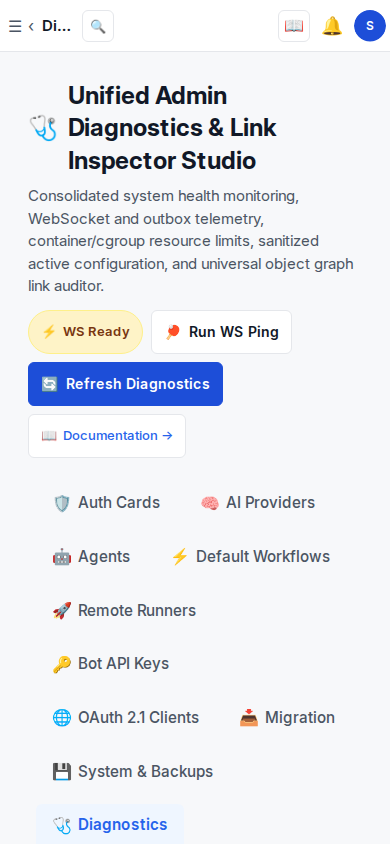 ☰ ‹ Di... 🔍 📖 🔔 S
🩺 Unified Admin
Diagnostics & Link
Inspector Studio
Consolidated system health monitoring,
WebSocket and outbox telemetry,
container/cgroup resource limits, sanitized
active configuration, and universal object graph
link auditor.
⚡ WS Ready 🏓 Run WS Ping
🔄 Refresh Diagnostics
📖 Documentation →
🛡️ Auth Cards 🧠 AI Providers
🤖 Agents ⚡ Default Workflows
🚀 Remote Runners
🔑 Bot API Keys
🌐 OAuth 2.1 Clients 📥 Migration
💾 System & Backups
🩺 Diagnostics